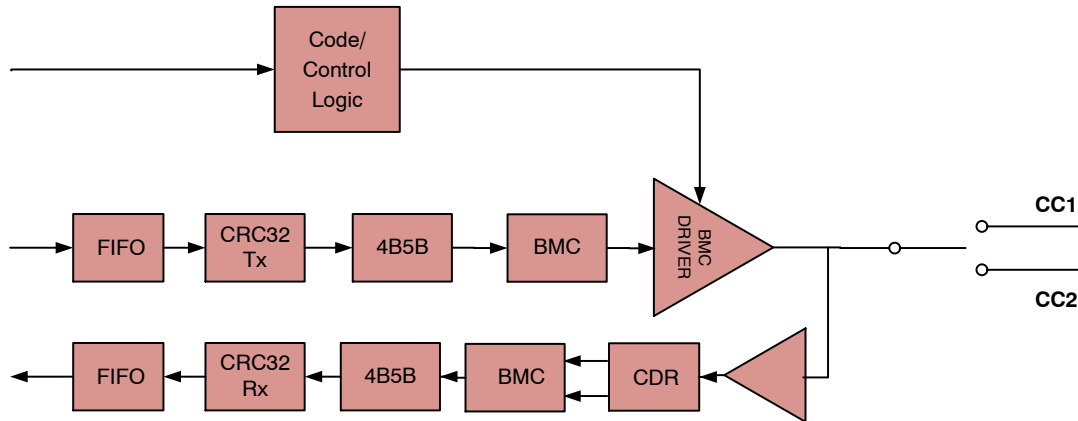 Code/
Control
Logic
FIFO
CRC32
Tx
4B5B
BMC
BMC
DRIVER
CC1
CC2
FIFO
CRC32
Rx
4B5B
BMC
CDR